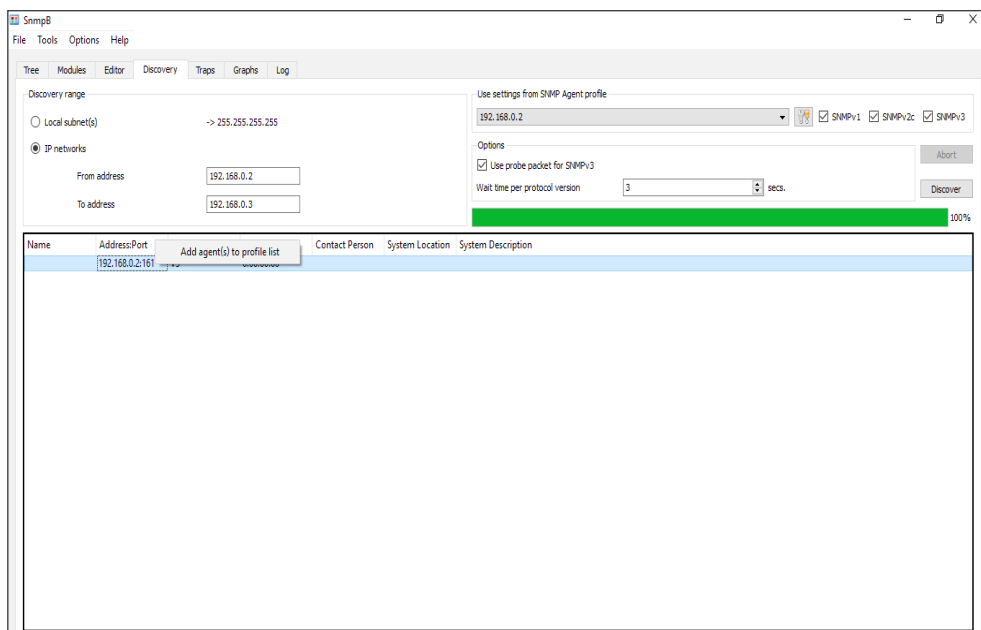 SnmpB
File Tools Options Help
Tree Modules Editor Discovery Traps Graphs Log
Discovery range
Local subnet(s) -> 255.255.255.255
IP networks
From address 192.168.0.2
To address 192.168.0.3
Use settings from SNMP Agent profile
192.168.0.2 SNMPv1 SNMPv2c SNMPv3
Options
Use probe packet for SNMPv3
Wait time per protocol version 3 secs.
Abort
Discover
100%
Name Address:Port Contact Person System Location System Description
Add agent(s) to profile list
192.168.0.2:161